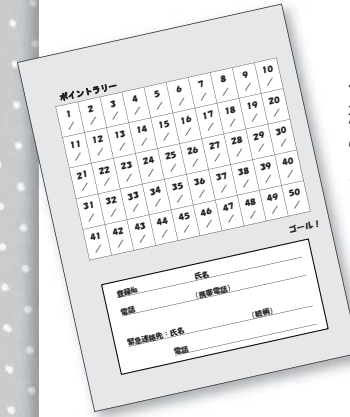 ポイントラリー
1 2 3 4 5 6 7 8 9 10
/ / / / / / / / / /
11 12 13 14 15 16 17 18 19 20
/ / / / / / / / / /
21 22 23 24 25 26 27 28 29 30
/ / / / / / / / / /
31 32 33 34 35 36 37 38 39 40
/ / / / / / / / / /
41 42 43 44 45 46 47 48 49 50
/ / / / / / / / / /
ゴール!
登録№ 氏名
電話 (携帯電話)
緊急連絡先:氏名 (続柄)
電話